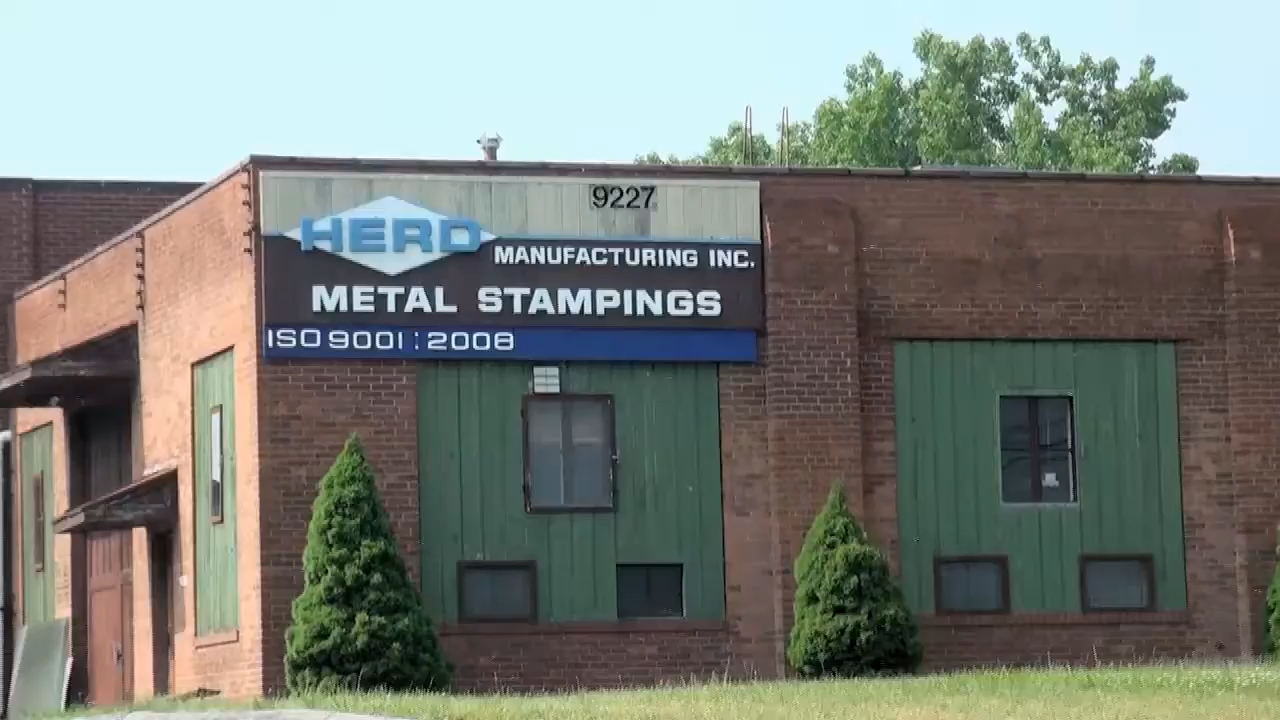 9227
HERD
MANUFACTURING INC.
METAL STAMPINGS
ISO 9001:2008